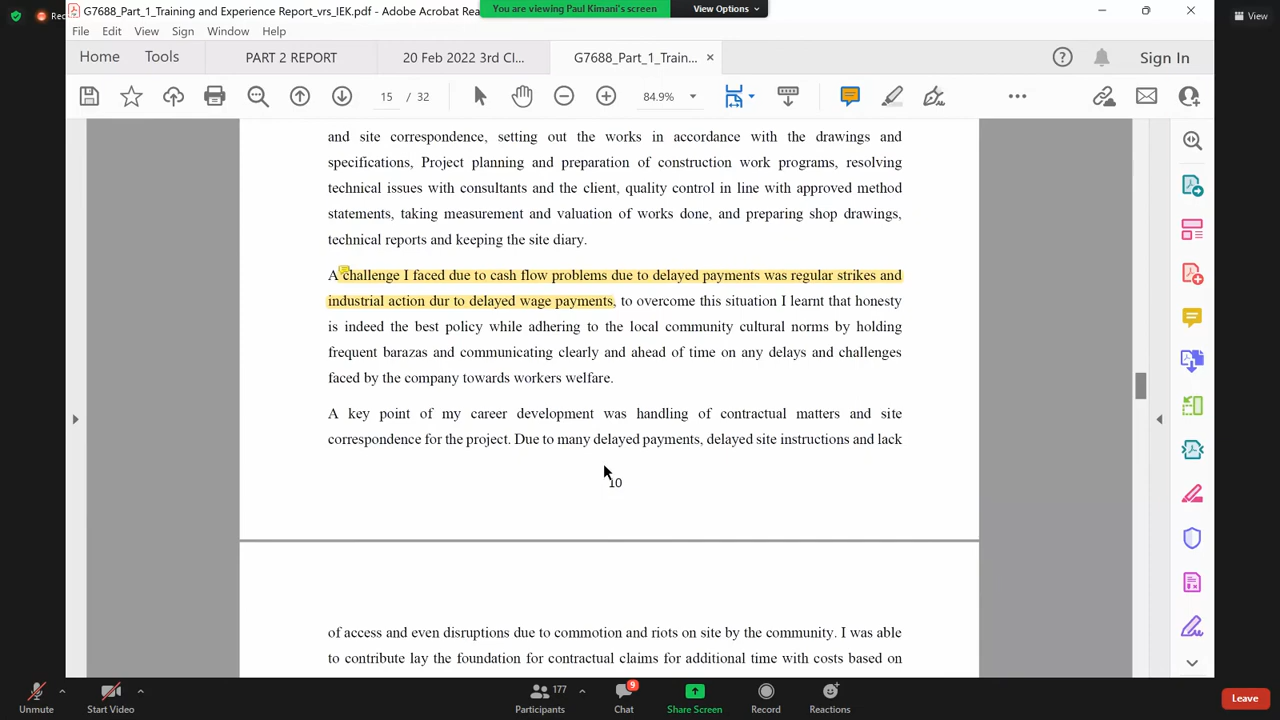 G7688_Part_1_Training and Experience Report_vrs_IEK.pdf - Adobe Acrobat Rea
You are viewing Paul Kimani's screen
View Options
View
File Edit View Sign Window Help
Home Tools PART 2 REPORT 20 Feb 2022 3rd Cl... G7688_Part_1_Train... Sign In
15 / 32 84.9%
and site correspondence, setting out the works in accordance with the drawings and
specifications, Project planning and preparation of construction work programs, resolving
technical issues with consultants and the client, quality control in line with approved method
statements, taking measurement and valuation of works done, and preparing shop drawings,
technical reports and keeping the site diary.
A challenge I faced due to cash flow problems due to delayed payments was regular strikes and
industrial action dur to delayed wage payments, to overcome this situation I learnt that honesty
is indeed the best policy while adhering to the local community cultural norms by holding
frequent barazas and communicating clearly and ahead of time on any delays and challenges
faced by the company towards workers welfare.
A key point of my career development was handling of contractual matters and site
correspondence for the project. Due to many delayed payments, delayed site instructions and lack
10
of access and even disruptions due to commotion and riots on site by the community. I was able
to contribute lay the foundation for contractual claims for additional time with costs based on
Unmute Start Video 177 Participants 9 Chat Share Screen Record Reactions Leave